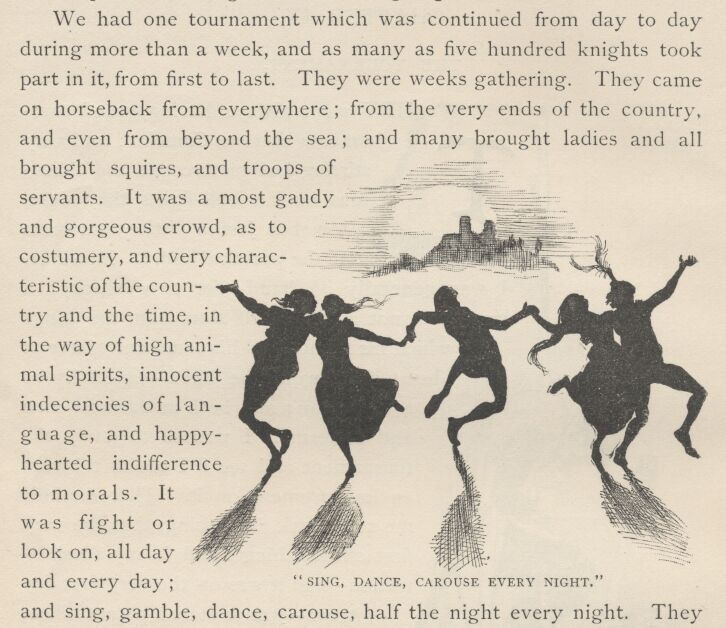 We had one tournament which was continued from day to day
during more than a week, and as many as five hundred knights took
part in it, from first to last. They were weeks gathering. They came
on horseback from everywhere; from the very ends of the country,
and even from beyond the sea; and many brought ladies and all
brought squires, and troops of
servants. It was a most gaudy
and gorgeous crowd, as to
costumery, and very charac-
teristic of the coun-
try and the time, in
the way of high ani-
mal spirits, innocent
indecencies of lan-
guage, and happy-
hearted indifference
to morals. It
was fight or
look on, all day
and every day;
"SING, DANCE, CAROUSE EVERY NIGHT."
and sing, gamble, dance, carouse, half the night every night. They